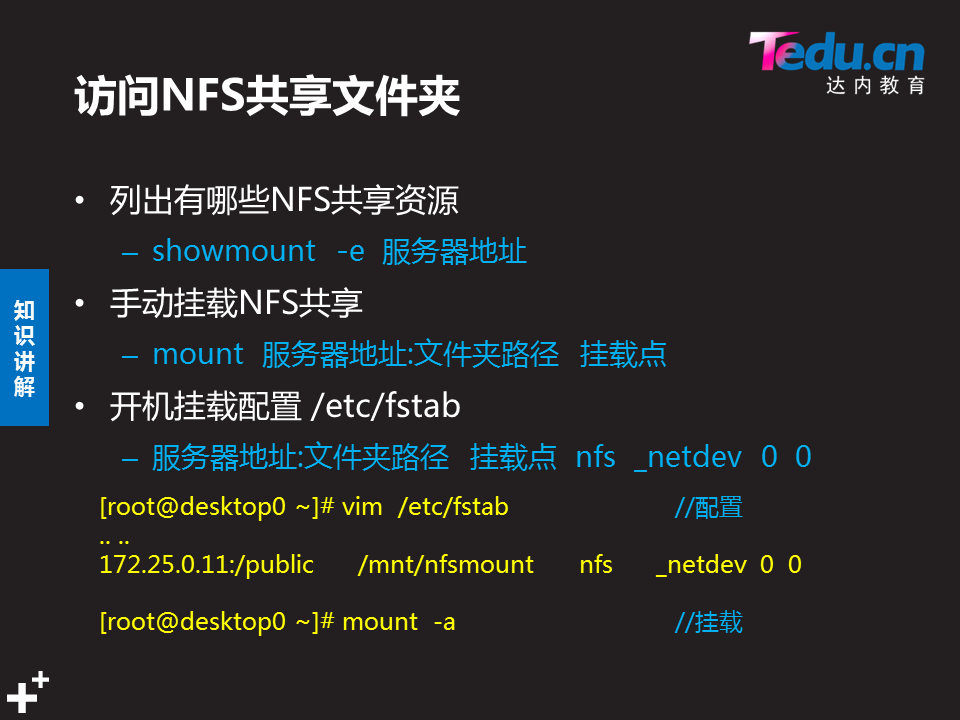 Tedu.cn
达内教育
访问NFS共享文件夹
• 列出有哪些NFS共享资源
– showmount -e 服务器地址
• 手动挂载NFS共享
– mount 服务器地址:文件夹路径 挂载点
• 开机挂载配置 /etc/fstab
– 服务器地址:文件夹路径 挂载点 nfs _netdev 0 0
知识讲解
[root@desktop0 ~]# vim /etc/fstab //配置
.. ..
172.25.0.11:/public /mnt/nfsmount nfs _netdev 0 0
[root@desktop0 ~]# mount -a //挂载